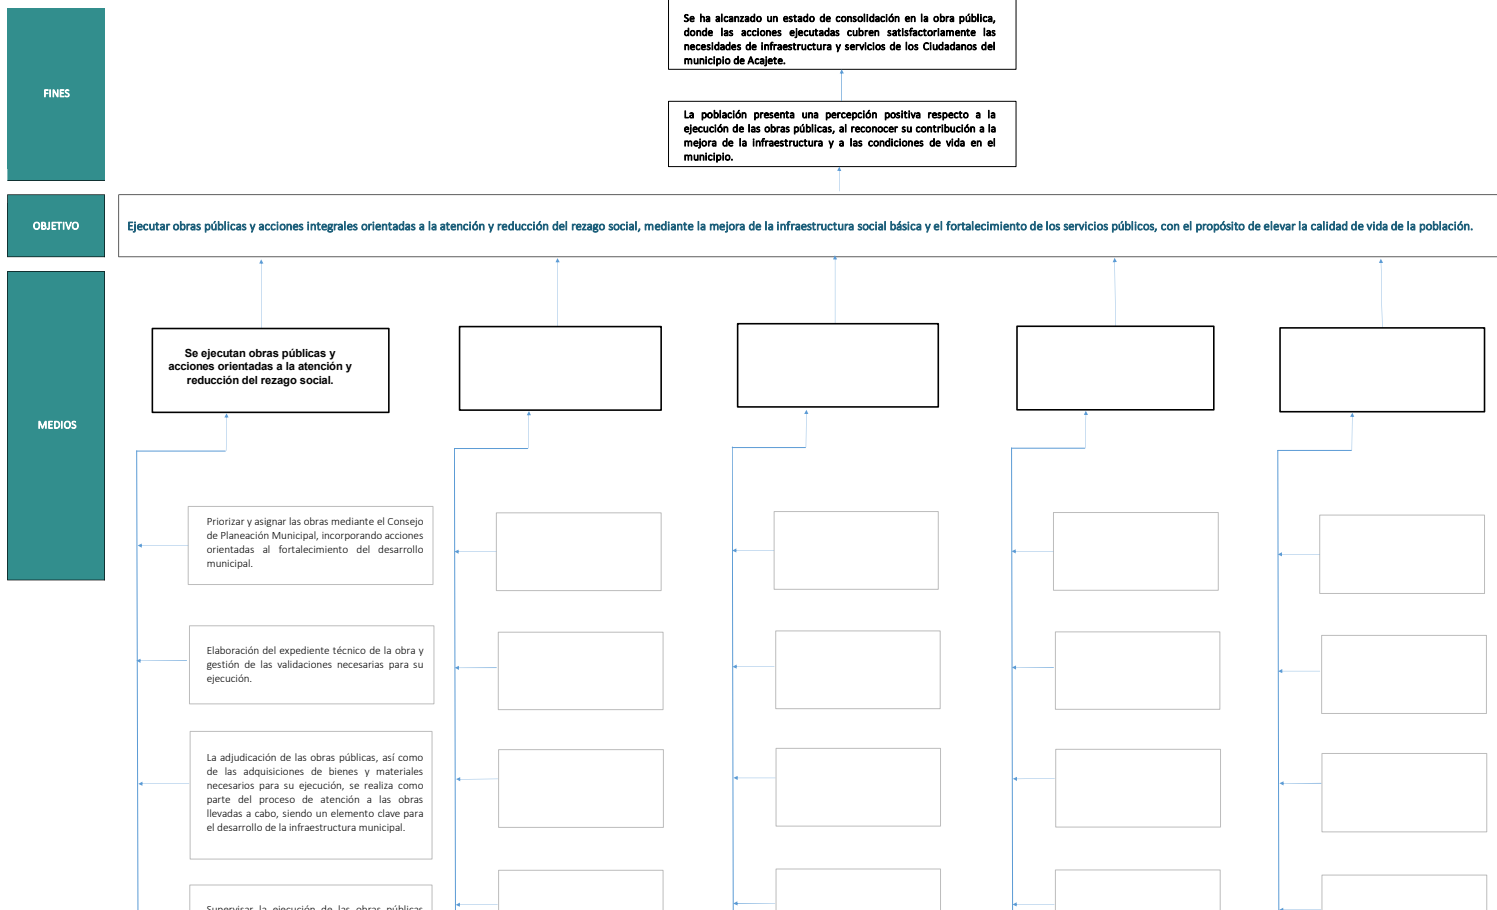 Se ha alcanzado un estado de consolidación en la obra pública,
donde las acciones ejecutadas cubren satisfactoriamente las
necesidades de infraestructura y servicios de los Ciudadanos del
municipio de Acajete.
FINES
La población presenta una percepción positiva respecto a la
ejecución de las obras públicas, al reconocer su contribución a la
mejora de la infraestructura y a las condiciones de vida en el
municipio.
OBJETIVO
Ejecutar obras públicas y acciones integrales orientadas a la atención y reducción del rezago social, mediante la mejora de la infraestructura social básica y el fortalecimiento de los servicios públicos, con el propósito de elevar la calidad de vida de la población.
MEDIOS
Se ejecutan obras públicas y
acciones orientadas a la atención y
reducción del rezago social.
Priorizar y asignar las obras mediante el Consejo
de Planeación Municipal, incorporando acciones
orientadas al fortalecimiento del desarrollo
municipal.
Elaboración del expediente técnico de la obra y
gestión de las validaciones necesarias para su
ejecución.
La adjudicación de las obras públicas, así como
de las adquisiciones de bienes y materiales
necesarios para su ejecución, se realiza como
parte del proceso de atención a las obras
llevadas a cabo, siendo un elemento clave para
el desarrollo de la infraestructura municipal.
Supervisar la ejecución de las obras públicas